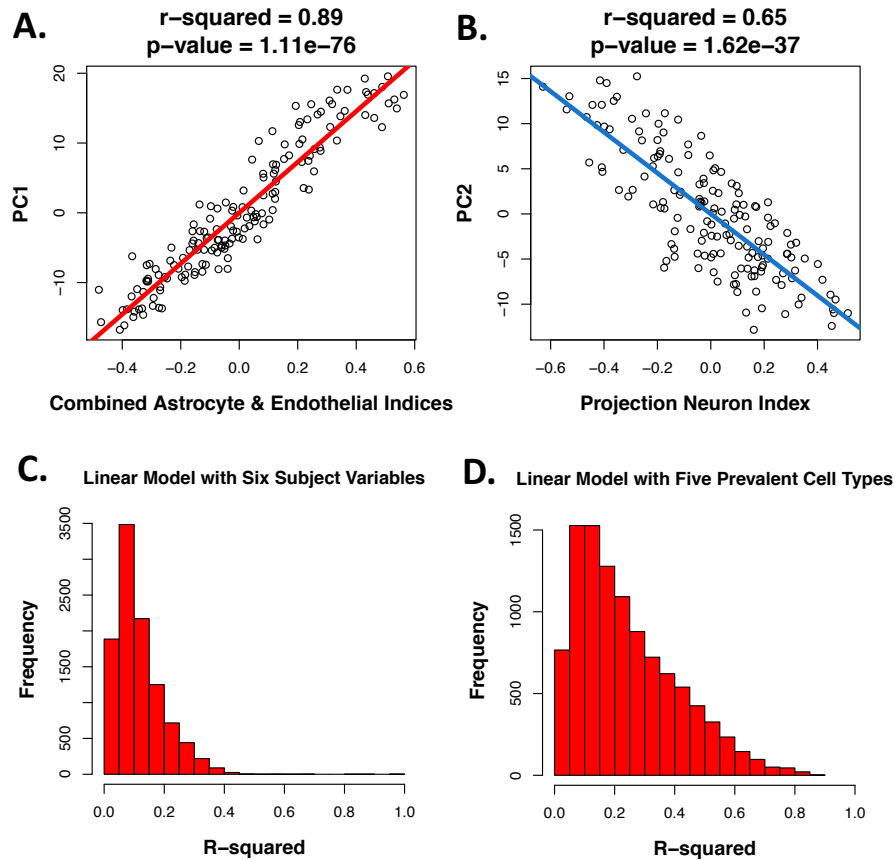 A.
r-squared = 0.89
p-value = 1.11e-76
20
10
0
−10
PC1
−0.4 −0.2 0.0 0.2 0.4 0.6
Combined Astrocyte & Endothelial Indices
B.
r-squared = 0.65
p-value = 1.62e-37
15
10
5
0
−5
−10
PC2
−0.6 −0.4 −0.2 0.0 0.2 0.4
Projection Neuron Index
C.
Linear Model with Six Subject Variables
3500
2500
1500
500
0
Frequency
0.0 0.2 0.4 0.6 0.8 1.0
R-squared
D.
Linear Model with Five Prevalent Cell Types
1500
1000
500
0
Frequency
0.0 0.2 0.4 0.6 0.8 1.0
R-squared